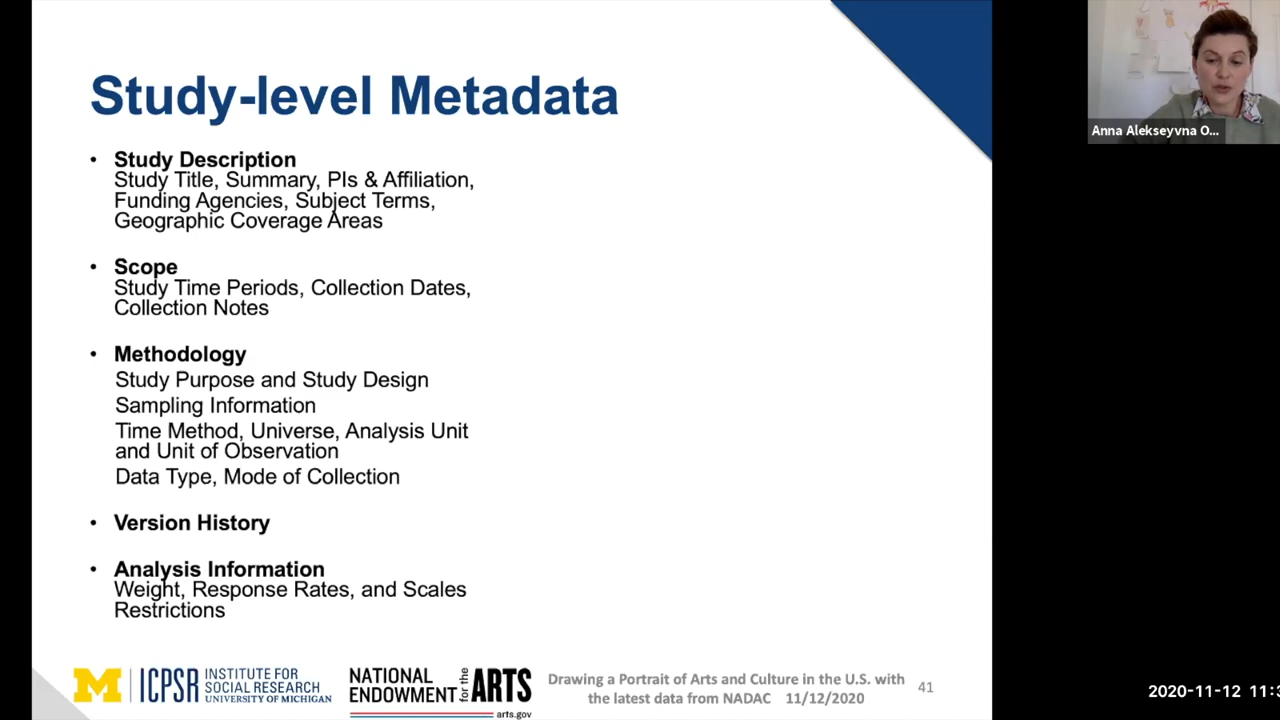 Study-level Metadata
• Study Description
Study Title, Summary, PIs & Affiliation,
Funding Agencies, Subject Terms,
Geographic Coverage Areas
• Scope
Study Time Periods, Collection Dates,
Collection Notes
• Methodology
Study Purpose and Study Design
Sampling Information
Time Method, Universe, Analysis Unit
and Unit of Observation
Data Type, Mode of Collection
• Version History
• Analysis Information
Weight, Response Rates, and Scales
Restrictions
M
ICPSR
INSTITUTE FOR
SOCIAL RESEARCH
UNIVERSITY OF MICHIGAN
NATIONAL
ENDOWMENT
for the
ARTS
arts.gov
Drawing a Portrait of Arts and Culture in the U.S. with
the latest data from NADAC 11/12/2020
41
Anna Alekseyvna O...
2020-11-12 11:3